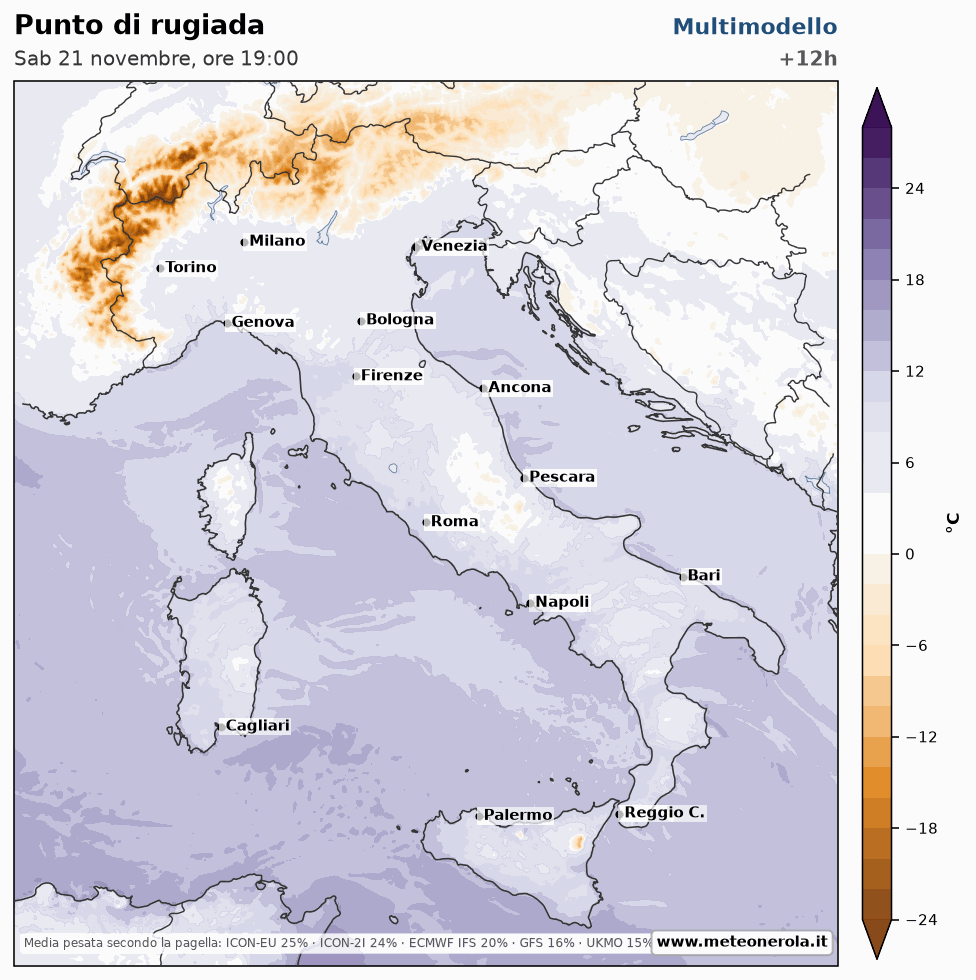 Punto di rugiada
Multimodello
Sab 21 novembre, ore 19:00
+12h
Milano
Venezia
Torino
Genova
Bologna
Firenze
Ancona
Pescara
Roma
Bari
Napoli
Cagliari
Palermo
Reggio C.
24
18
12
6
0
−6
−12
−18
−24
°C
Media pesata secondo la pagella: ICON-EU 25% · ICON-2I 24% · ECMWF IFS 20% · GFS 16% · UKMO 15%
www.meteonerola.it